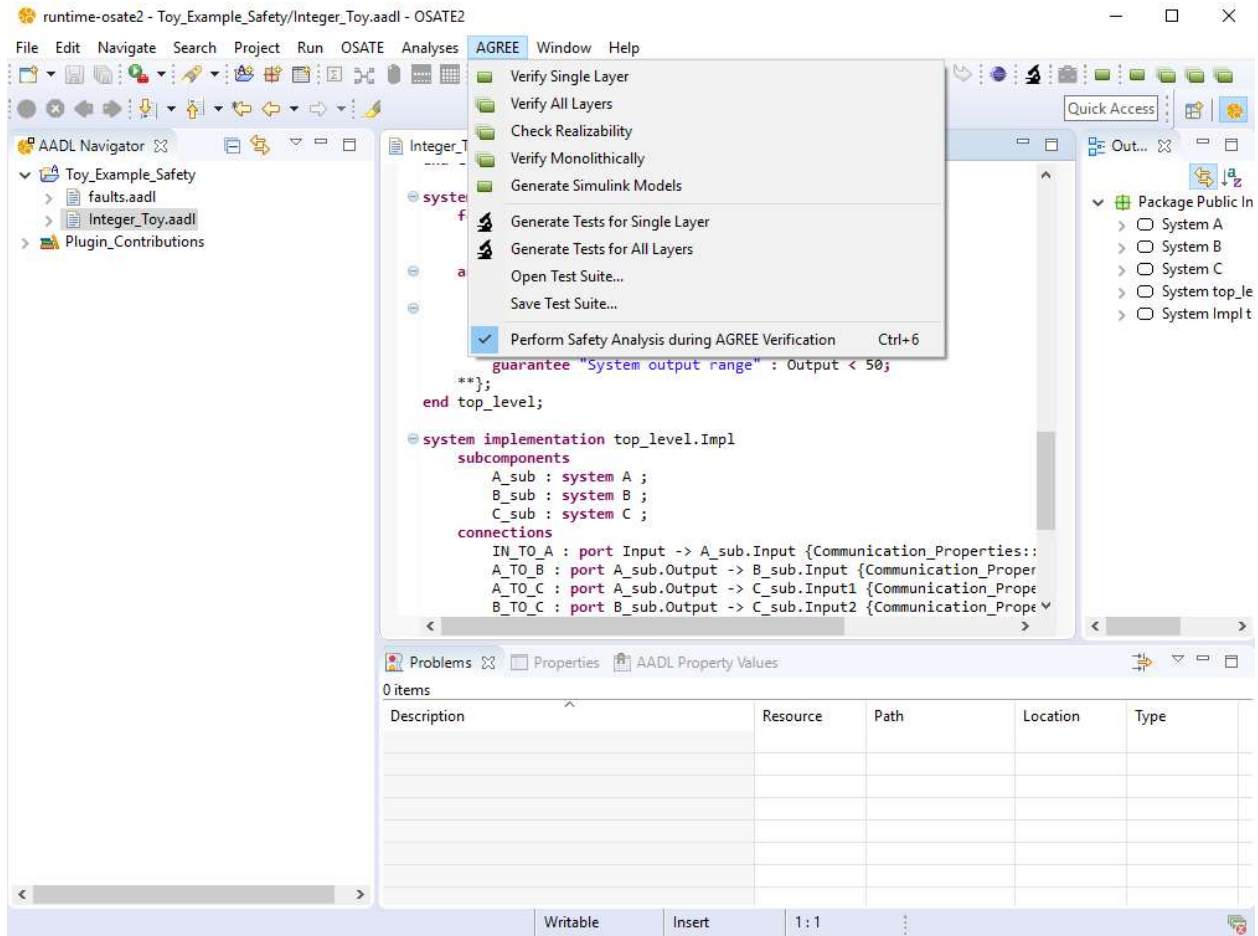 runtime-osate2 - Toy_Example_Safety/Integer_Toy.aadl - OSATE2
File Edit Navigate Search Project Run OSATE Analyses AGREE Window Help
Verify Single Layer
Verify All Layers
Check Realizability
Verify Monolithically
Generate Simulink Models
Generate Tests for Single Layer
Generate Tests for All Layers
Open Test Suite...
Save Test Suite...
Perform Safety Analysis during AGREE Verification Ctrl+6
Quick Access
AADL Navigator
Toy_Example_Safety
faults.aadl
Integer_Toy.aadl
Plugin_Contributions
guarantee "System output range" : Output < 50;
**};
end top_level;
system implementation top_level.Impl
subcomponents
A_sub : system A ;
B_sub : system B ;
C_sub : system C ;
connections
IN_TO_A : port Input -> A_sub.Input {Communication_Properties::
A_TO_B : port A_sub.Output -> B_sub.Input {Communication_Proper
A_TO_C : port A_sub.Output -> C_sub.Input1 {Communication_Prope
B_TO_C : port B_sub.Output -> C_sub.Input2 {Communication_Prope
Out...
Package Public In
System A
System B
System C
System top_le
System Impl t
Problems Properties AADL Property Values
0 items
Description Resource Path Location Type
Writable Insert 1 : 1